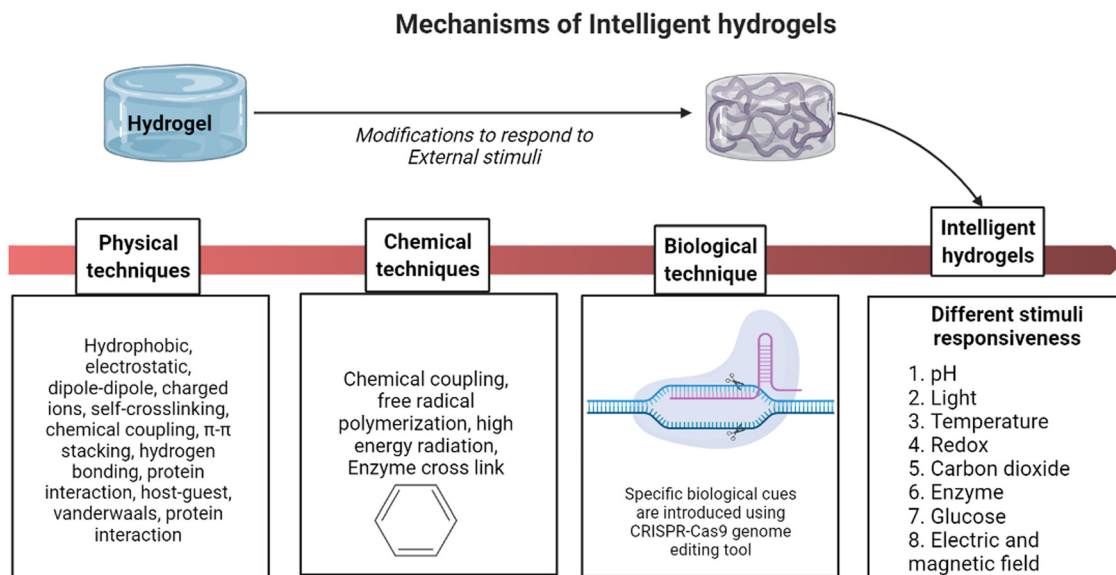 Mechanisms of Intelligent hydrogels
Hydrogel
Modifications to respond to
External stimuli
Physical
techniques
Chemical
techniques
Biological
technique
Intelligent
hydrogels
Hydrophobic,
electrostatic,
dipole-dipole, charged
ions, self-crosslinking,
chemical coupling, π-π
stacking, hydrogen
bonding, protein
interaction, host-guest,
vanderwaals, protein
interaction
Chemical coupling,
free radical
polymerization, high
energy radiation,
Enzyme cross link
Specific biological cues
are introduced using
CRISPR-Cas9 genome
editing tool
Different stimuli
responsiveness
1. pH
2. Light
3. Temperature
4. Redox
5. Carbon dioxide
6. Enzyme
7. Glucose
8. Electric and
magnetic field